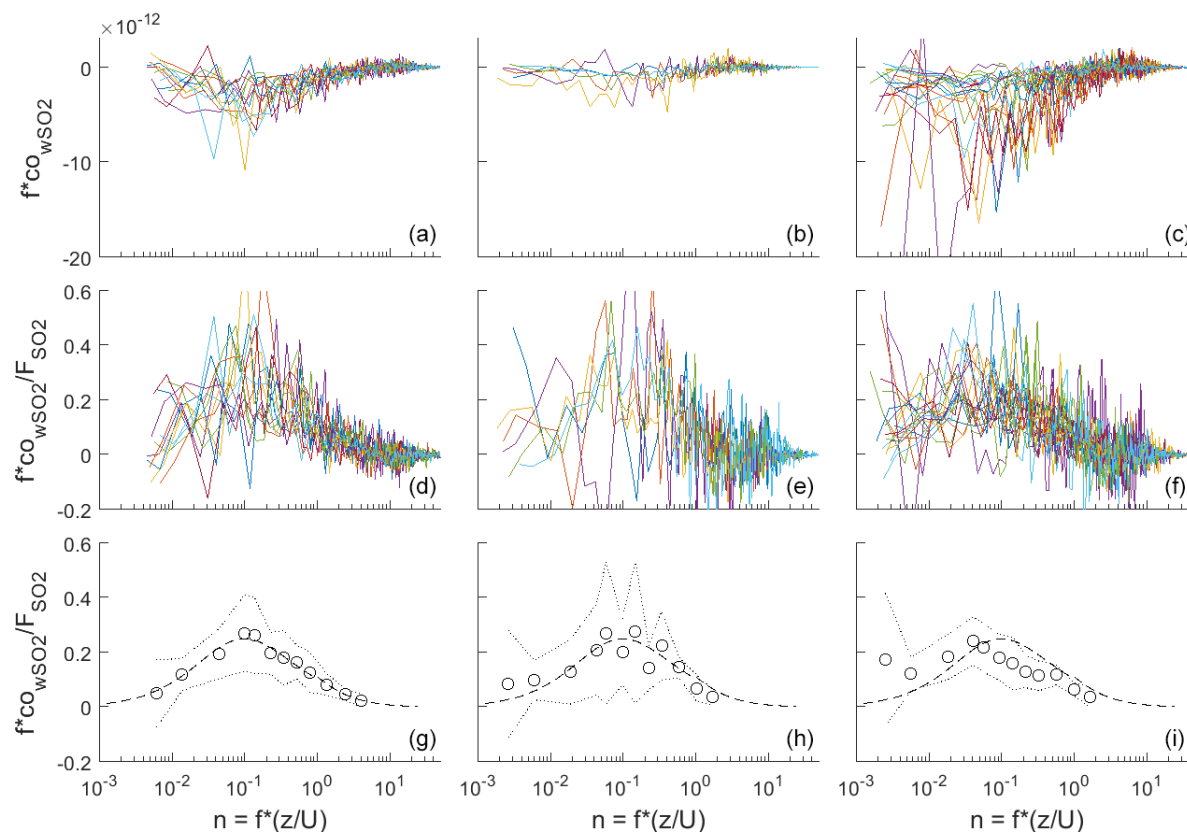 ×10⁻¹²
0
-10
-20
f*co_wSO2
(a)
(b)
(c)
0.6
0.4
0.2
0
-0.2
f*co_wSO2/F_SO2
(d)
(e)
(f)
0.6
0.4
0.2
0
-0.2
f*co_wSO2/F_SO2
(g)
(h)
(i)
10⁻³ 10⁻² 10⁻¹ 10⁰ 10¹
10⁻³ 10⁻² 10⁻¹ 10⁰ 10¹
10⁻³ 10⁻² 10⁻¹ 10⁰ 10¹
n = f*(z/U)
n = f*(z/U)
n = f*(z/U)